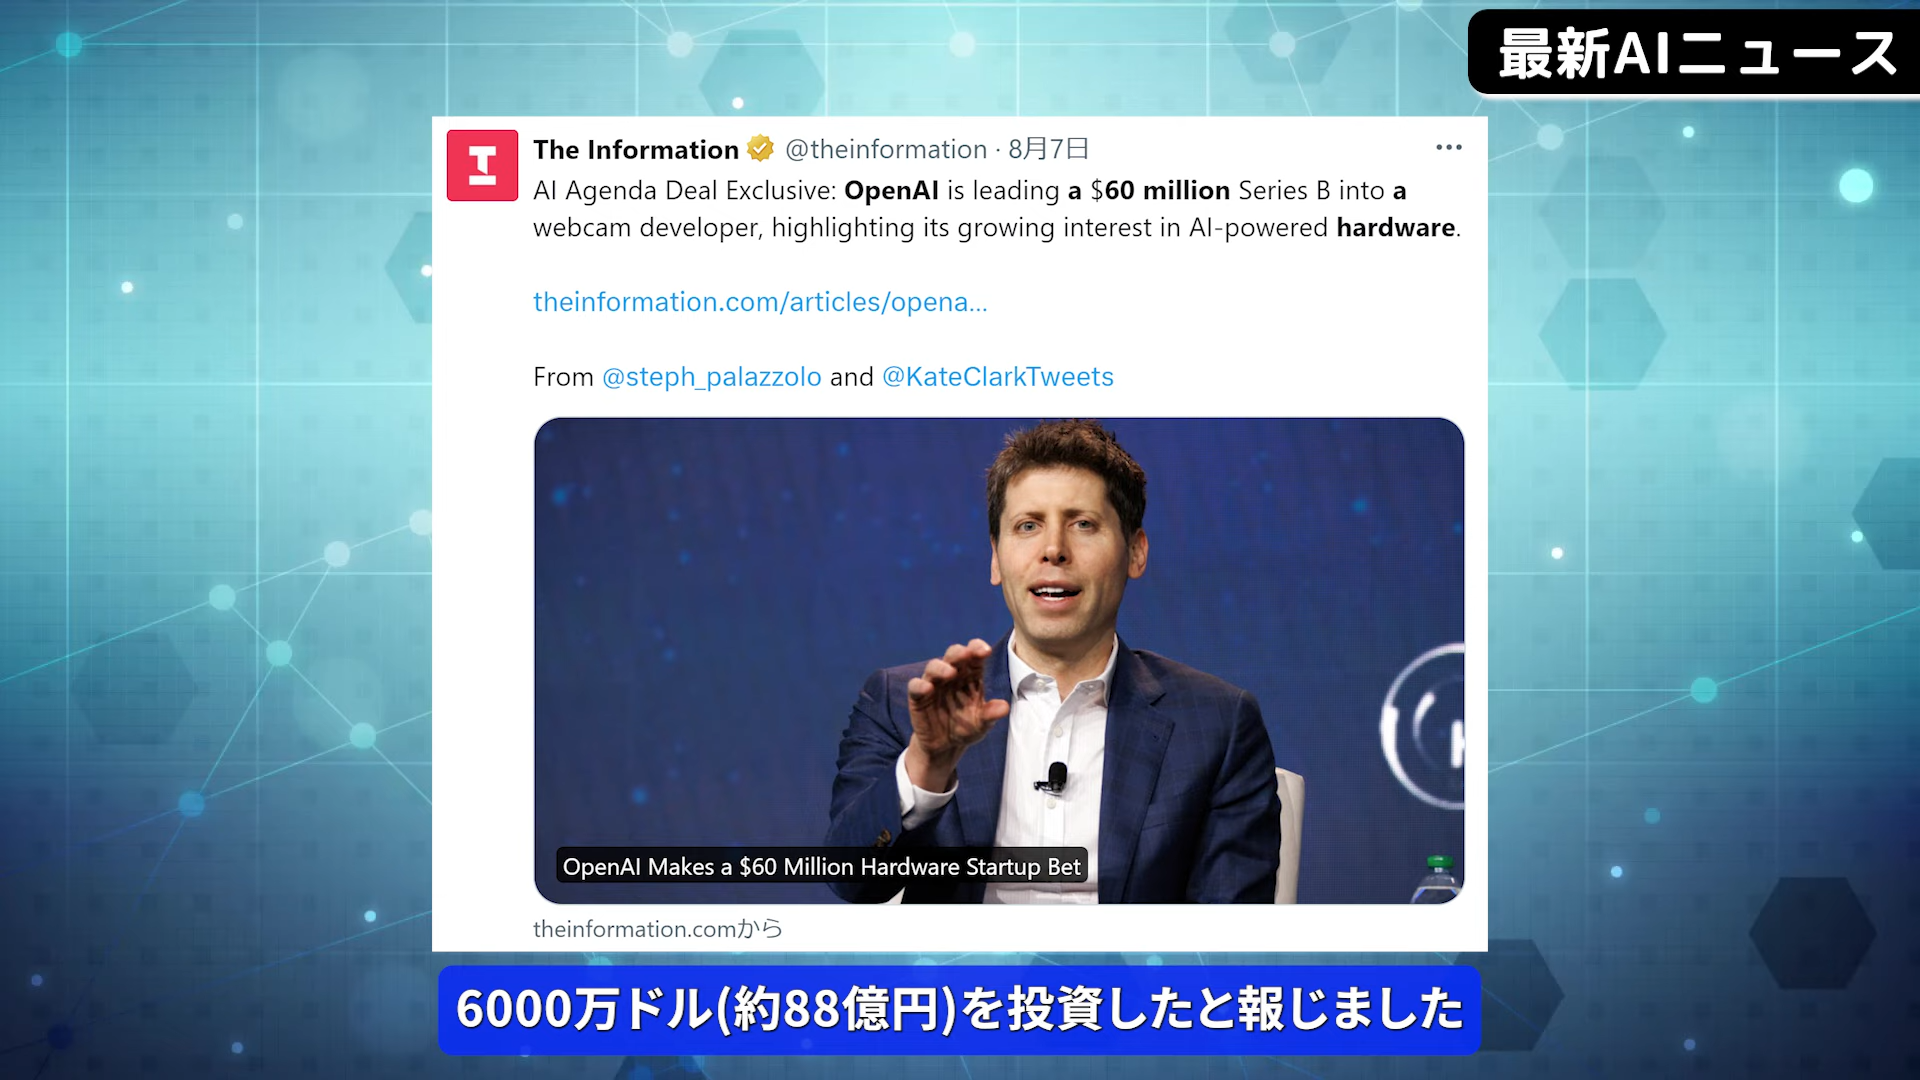 最新AIニュース
The Information @theinformation · 8月7日
AI Agenda Deal Exclusive: OpenAI is leading a $60 million Series B into a
webcam developer, highlighting its growing interest in AI-powered hardware.
theinformation.com/articles/opena...
From @steph_palazzolo and @KateClarkTweets
OpenAI Makes a $60 Million Hardware Startup Bet
theinformation.comから
6000万ドル(約88億円)を投資したと報じました